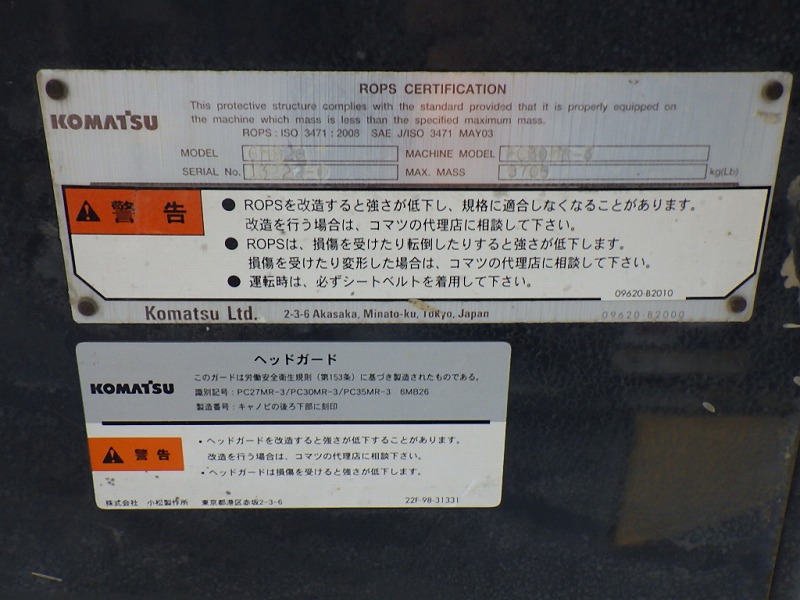 ROPS CERTIFICATION
This protective structure complies with the standard provided that it is properly equipped on
the machine which mass is less than the specified maximum mass.
ROPS : ISO 3471 : 2008 SAE J/ISO 3471 MAY03
KOMATSU
MODEL MACHINE MODEL PC30MR-3
SERIAL No. MAX. MASS kg(Lb)
警告
● ROPSを改造すると強さが低下し、規格に適合しなくなることがあります。
改造を行う場合は、コマツの代理店に相談して下さい。
● ROPSは、損傷を受けたり転倒したりすると強さが低下します。
損傷を受けたり変形した場合は、コマツの代理店に相談して下さい。
● 運転時は、必ずシートベルトを着用して下さい。
09620-B2010
Komatsu Ltd. 2-3-6 Akasaka, Minato-ku, Tokyo, Japan
09620-B2000
ヘッドガード
KOMATSU
このガードは労働安全衛生規則（第153条）に基づき製造されたものである。
識別記号：PC27MR-3/PC30MR-3/PC35MR-3 6MB26
製造番号：キャノピの後ろ下部に刻印
警告
・ヘッドガードを改造すると強さが低下することがあります。
改造を行う場合は、コマツの代理店に相談下さい。
・ヘッドガードは損傷を受けると強さが低下します。
株式会社 小松製作所 東京都港区赤坂2-3-6 22F-98-31331